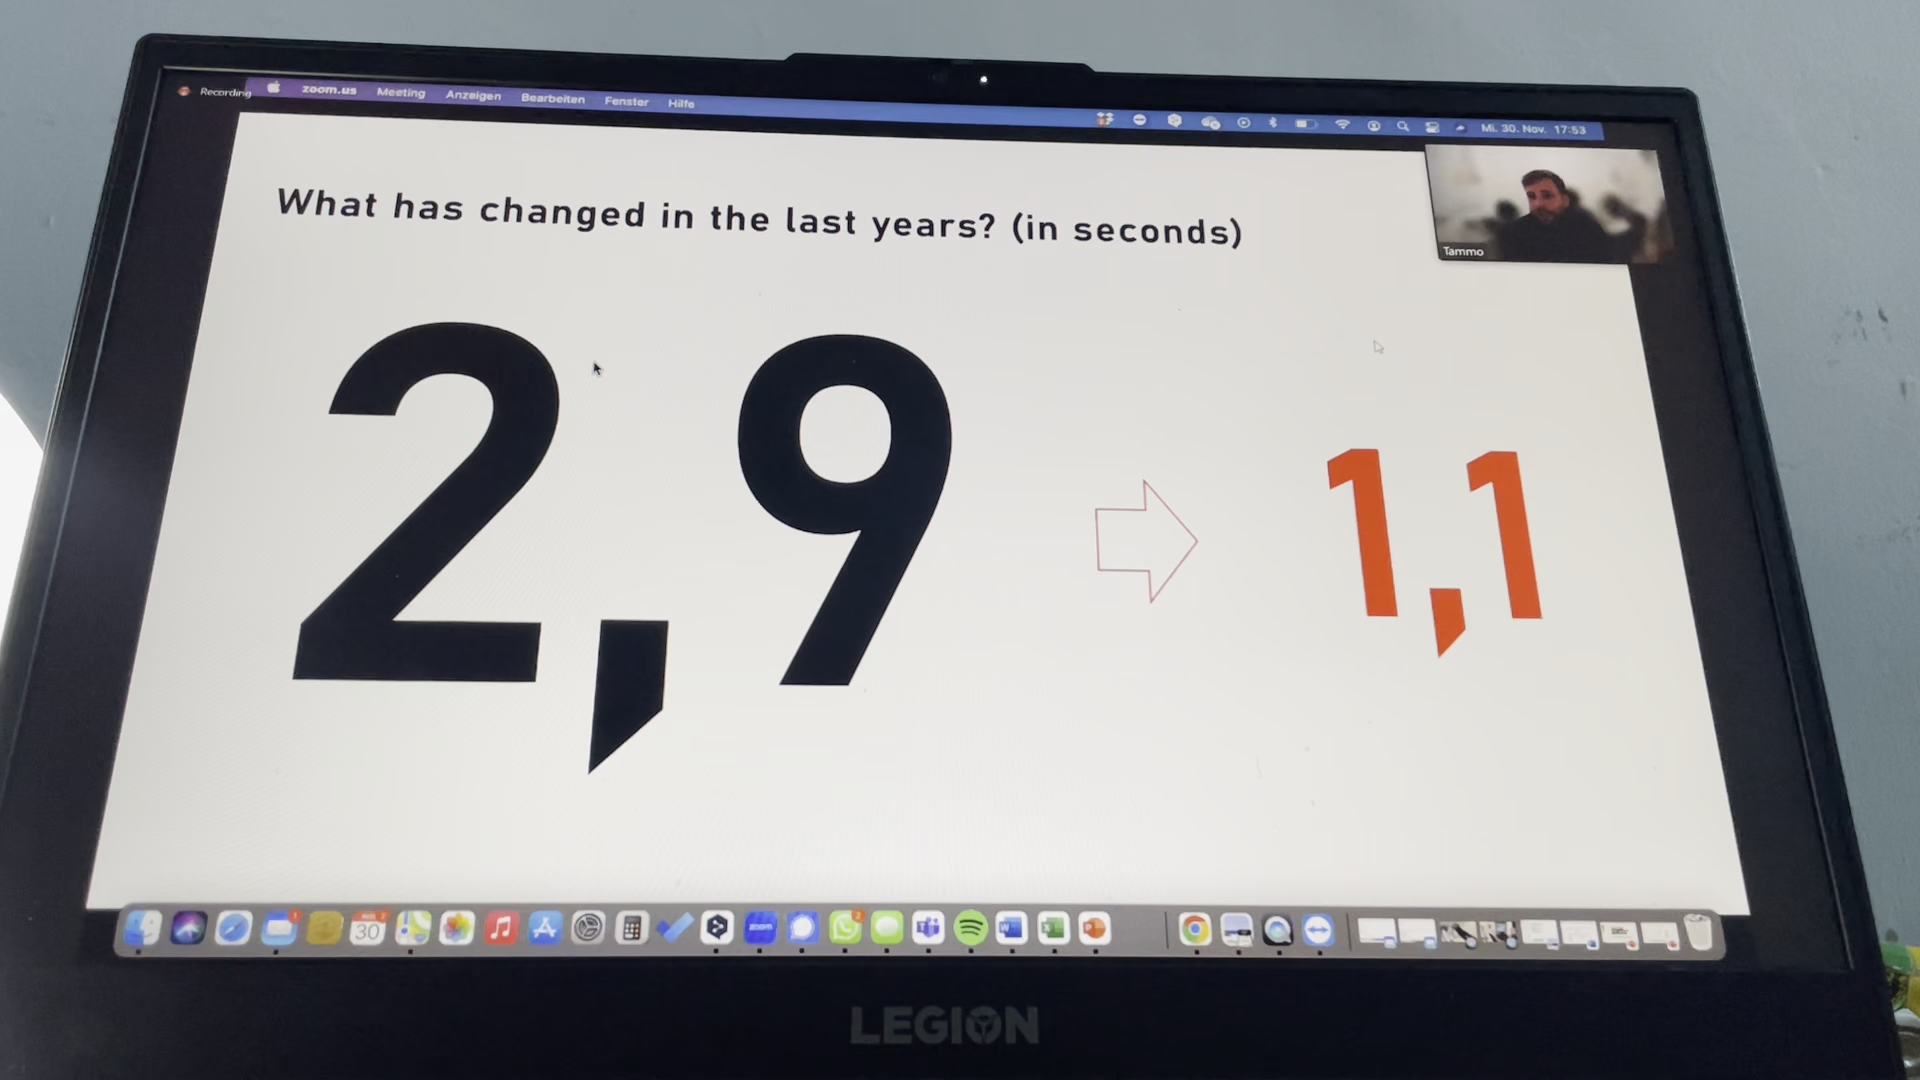 Recording
zoom.us Meeting Anzeigen Bearbeiten Fenster Hilfe
Mi. 30. Nov. 17:53
What has changed in the last years? (in seconds)
Tammo
2,9
1,1
30
zoom
LEGION